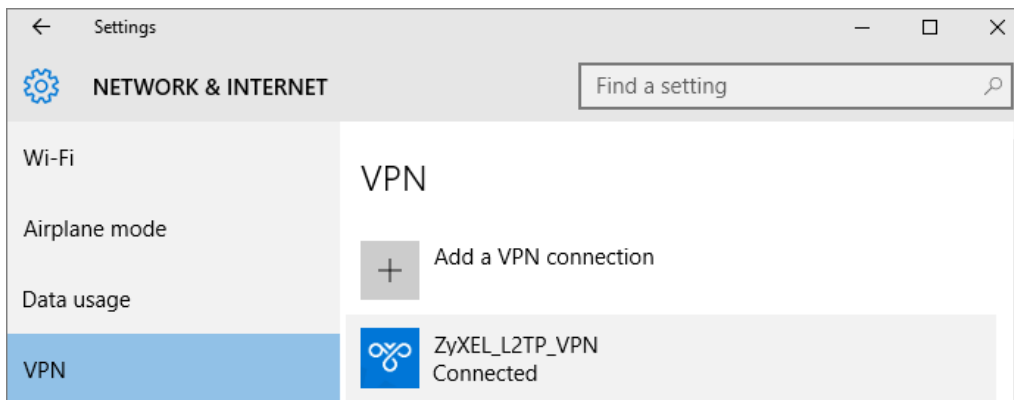 Settings
NETWORK & INTERNET
Find a setting
Wi-Fi
Airplane mode
Data usage
VPN
VPN
Add a VPN connection
ZyXEL_L2TP_VPN
Connected